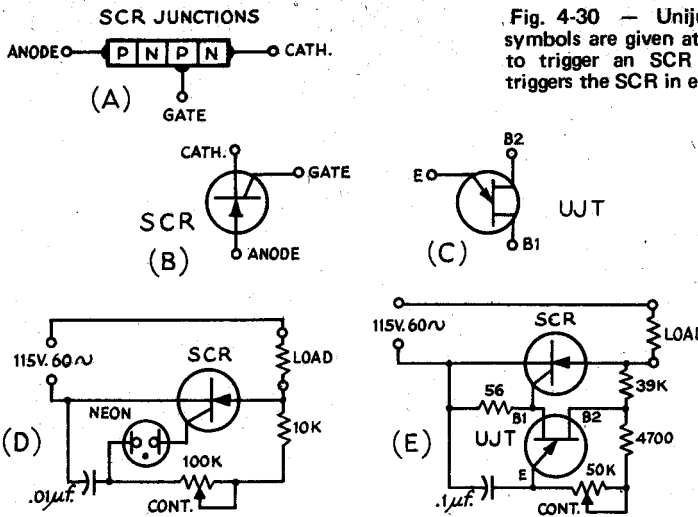 SCR JUNCTIONS
ANODE P N P N CATH.
(A)
GATE
Fig. 4-30 — Uniju
symbols are given at
to trigger an SCR
triggers the SCR in e
CATH.
GATE
SCR
(B)
ANODE
B2
E
UJT
(C)
B1
115V. 60~
SCR
LOAD
NEON
(D)
10K
100K
.01µf.
CONT.
115V. 60~
SCR
LOAD
39K
56
B1
B2
(E)
UJT
4700
E
50K
.1µf.
CONT.